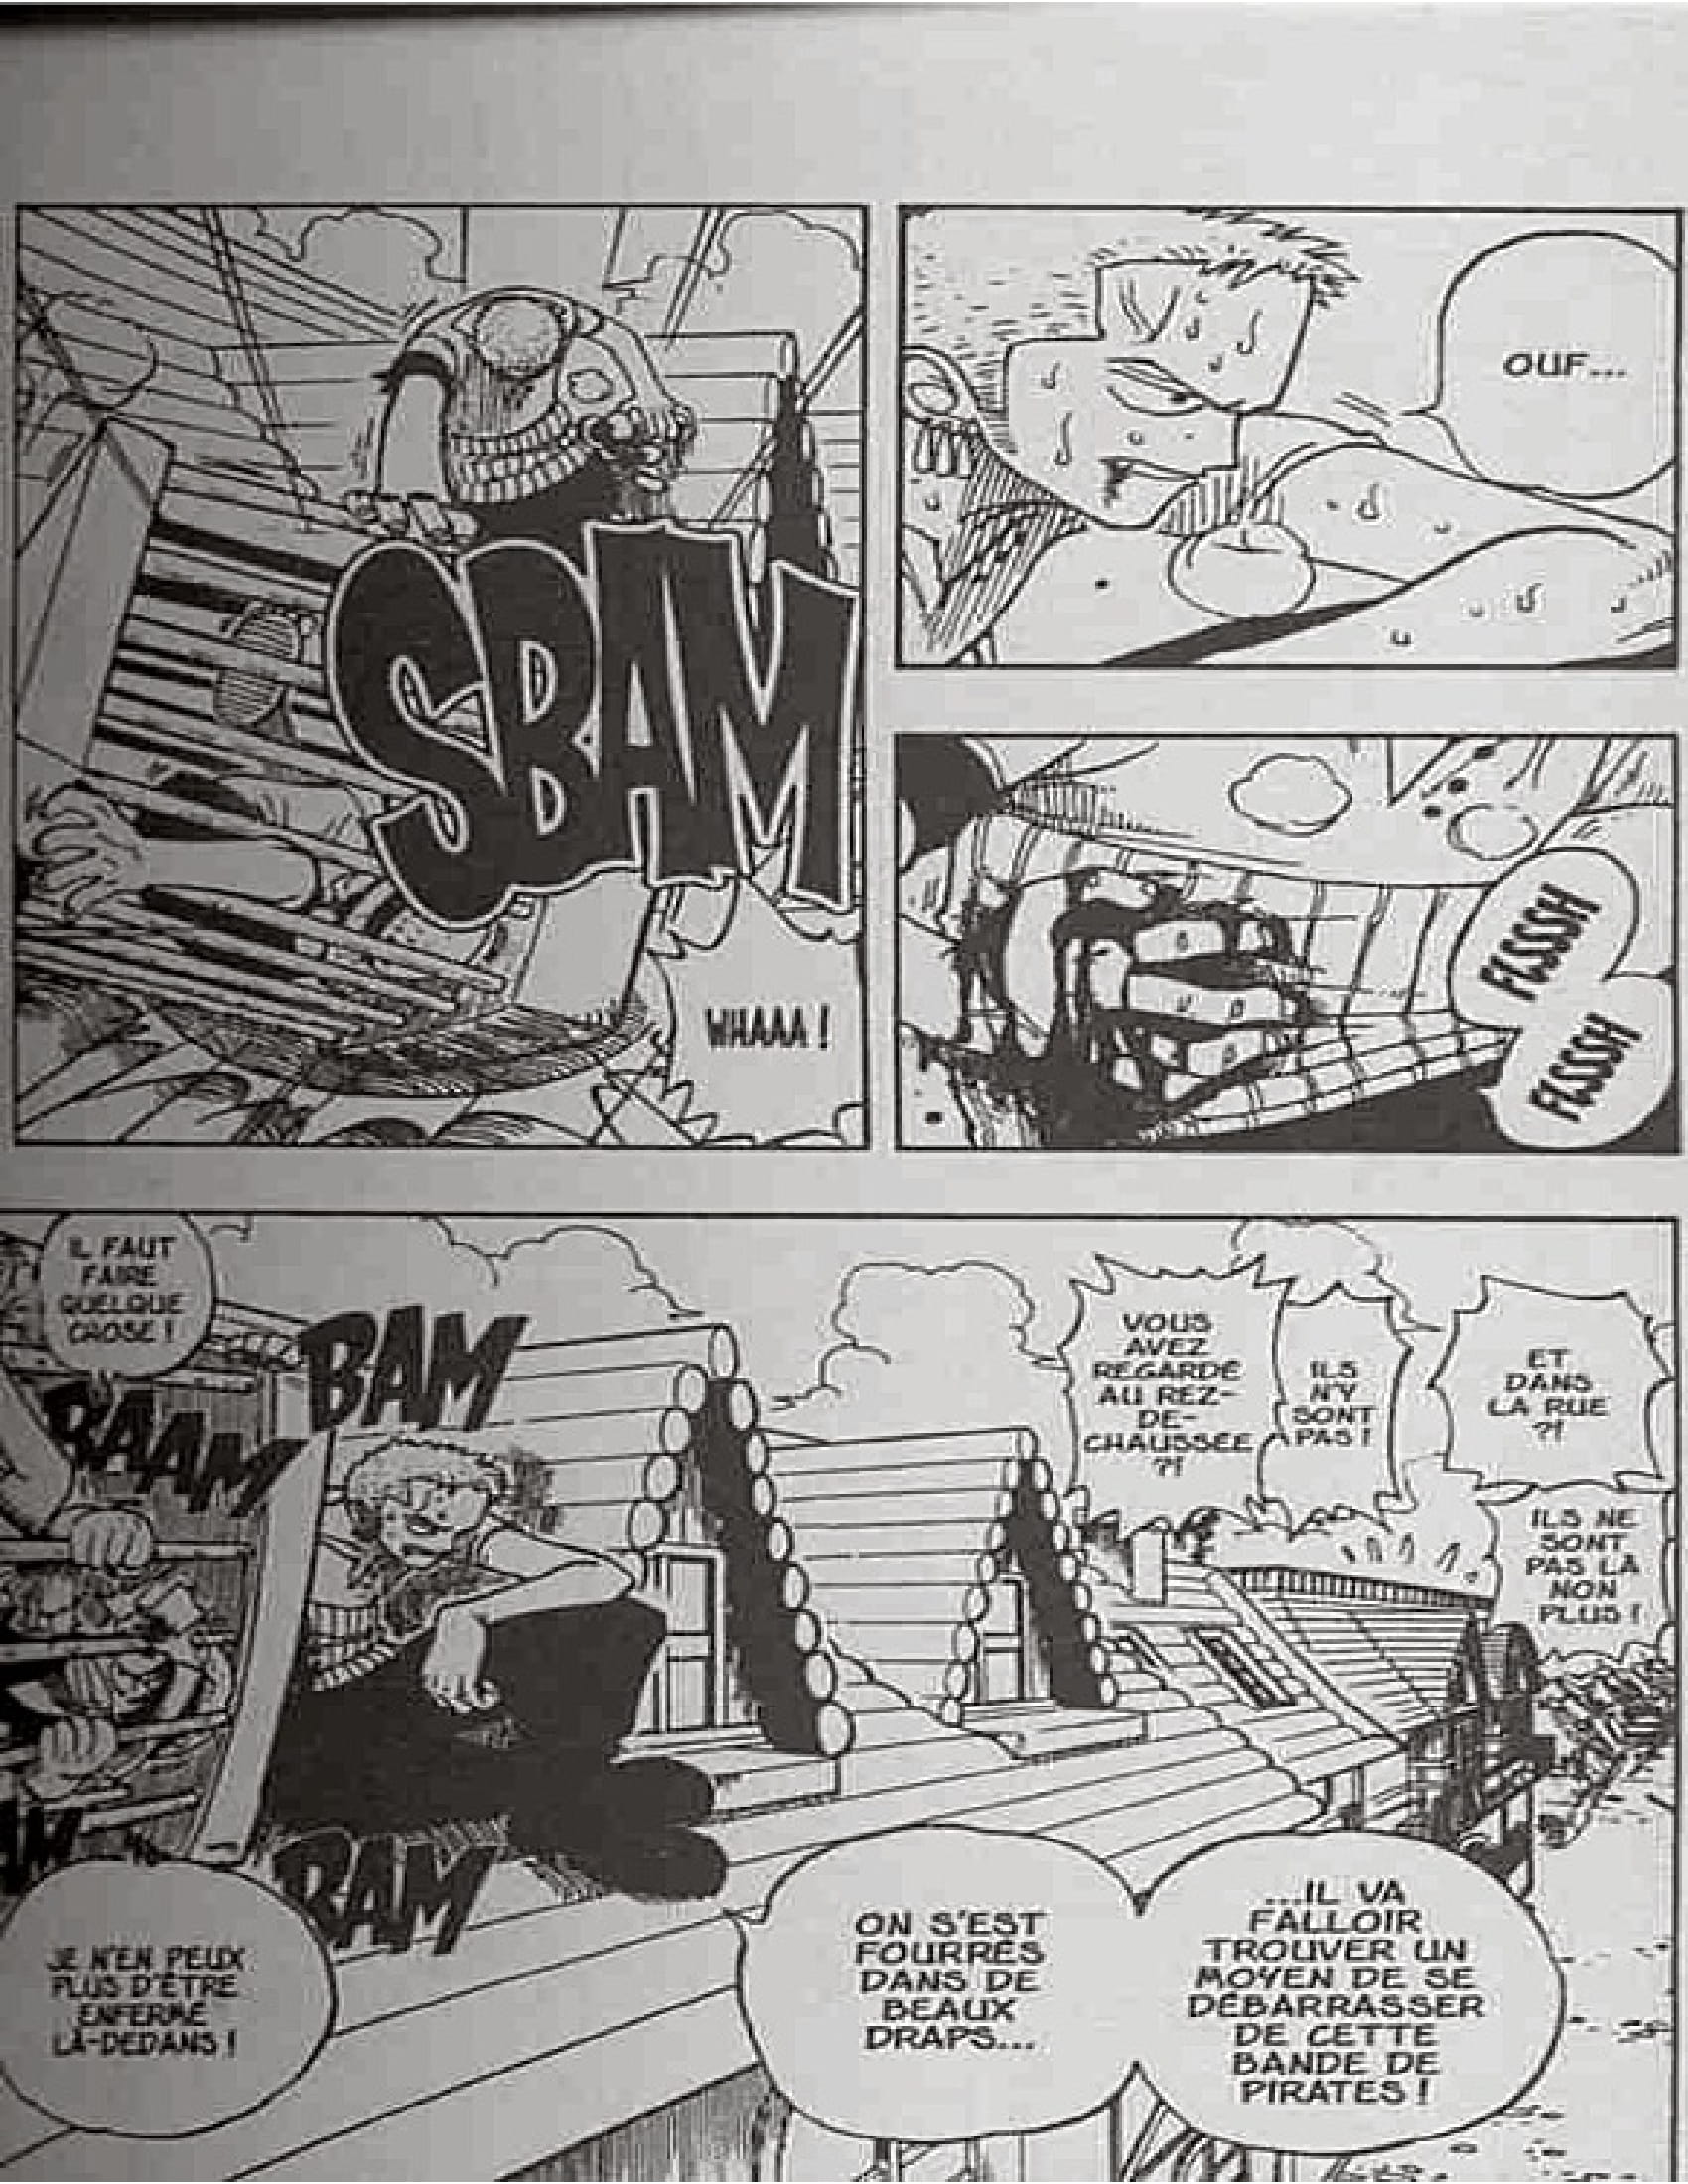 OUF...
FLSSSH
FLSSSH
SBAM
WHAAA !
ET
DANS
LA RUE
?!
ILS NE
SONT
PAS LÀ
NON
PLUS !
ILS
N'Y
SONT
PAS !
VOUS
AVEZ
REGARDÉ
AU REZ-
DE-
CHAUSSÉE
?!
...IL VA
FALLOIR
TROUVER UN
MOYEN DE SE
DÉBARRASSER
DE CETTE
BANDE DE
PIRATES !
ON S'EST
FOURRÉS
DANS DE
BEAUX
DRAPS...
BAM
BAAAM
BAM
IL FAUT
FAIRE
QUELQUE
CHOSE !
JE N'EN PEUX
PLUS D'ÊTRE
ENFERMÉ
LÀ-DEDANS !